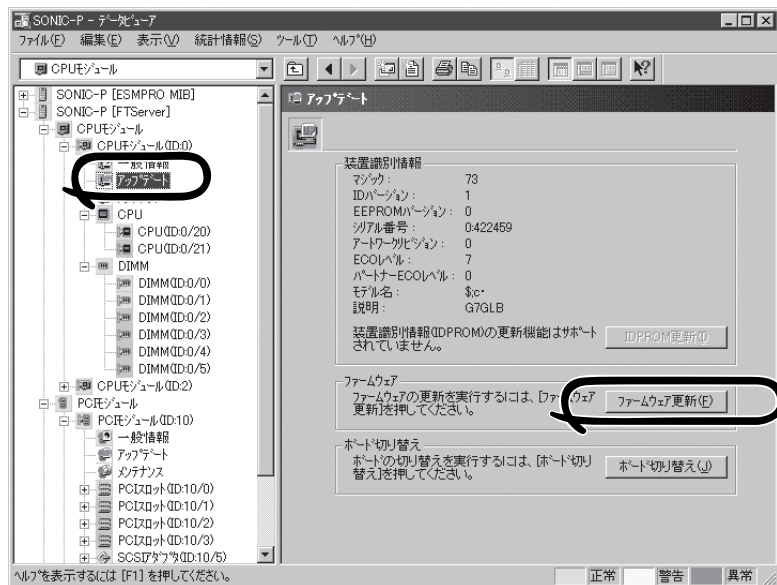 SONIC-P - データビューア
ファイル(F) 編集(E) 表示(V) 統計情報(S) ツール(T) ヘルプ(H)
CPUモジュール
SONIC-P [ESMPRO MIB]
SONIC-P [FTServer]
CPUモジュール
CPUモジュール(ID:0)
一般情報
アップデート
CPU
CPU(ID:0/20)
CPU(ID:0/21)
DIMM
DIMM(ID:0/0)
DIMM(ID:0/1)
DIMM(ID:0/2)
DIMM(ID:0/3)
DIMM(ID:0/4)
DIMM(ID:0/5)
CPUモジュール(ID:2)
PCIモジュール
PCIモジュール(ID:10)
一般情報
アップデート
メンテナンス
PCIスロット(ID:10/0)
PCIスロット(ID:10/1)
PCIスロット(ID:10/2)
PCIスロット(ID:10/3)
SCSIアダプタ(ID:10/5)
アップデート
装置識別情報
マジック: 73
IDバージョン: 1
EEPROMバージョン: 0
シリアル番号: 0:422459
アートワークリビジョン: 0
ECOレベル: 7
パートナーECOレベル: 0
モデル名: $;c・
説明: G7GLB
装置識別情報(IDPROM)の更新機能はサポート
されていません。
IDPROM更新(I)
ファームウェア
ファームウェアの更新を実行するには、[ファームウェア
更新]を押してください。
ファームウェア更新(F)
ボード切り替え
ボードの切り替えを実行するには、[ボード切り
替え]を押してください。
ボード切り替え(J)
ヘルプを表示するには [F1] を押してください。
正常 警告 異常